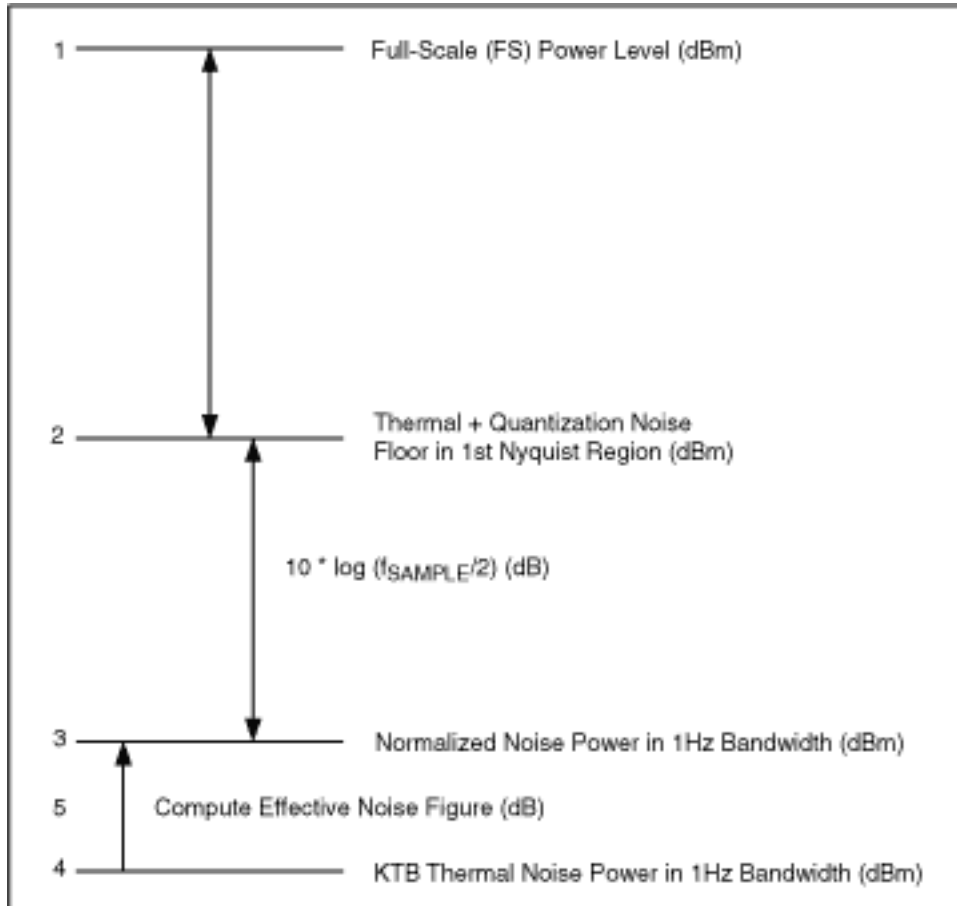 1 Full-Scale (FS) Power Level (dBm)
2 Thermal + Quantization Noise
Floor in 1st Nyquist Region (dBm)
10 * log (fSAMPLE/2) (dB)
3 Normalized Noise Power in 1Hz Bandwidth (dBm)
5 Compute Effective Noise Figure (dB)
4 KTB Thermal Noise Power in 1Hz Bandwidth (dBm)